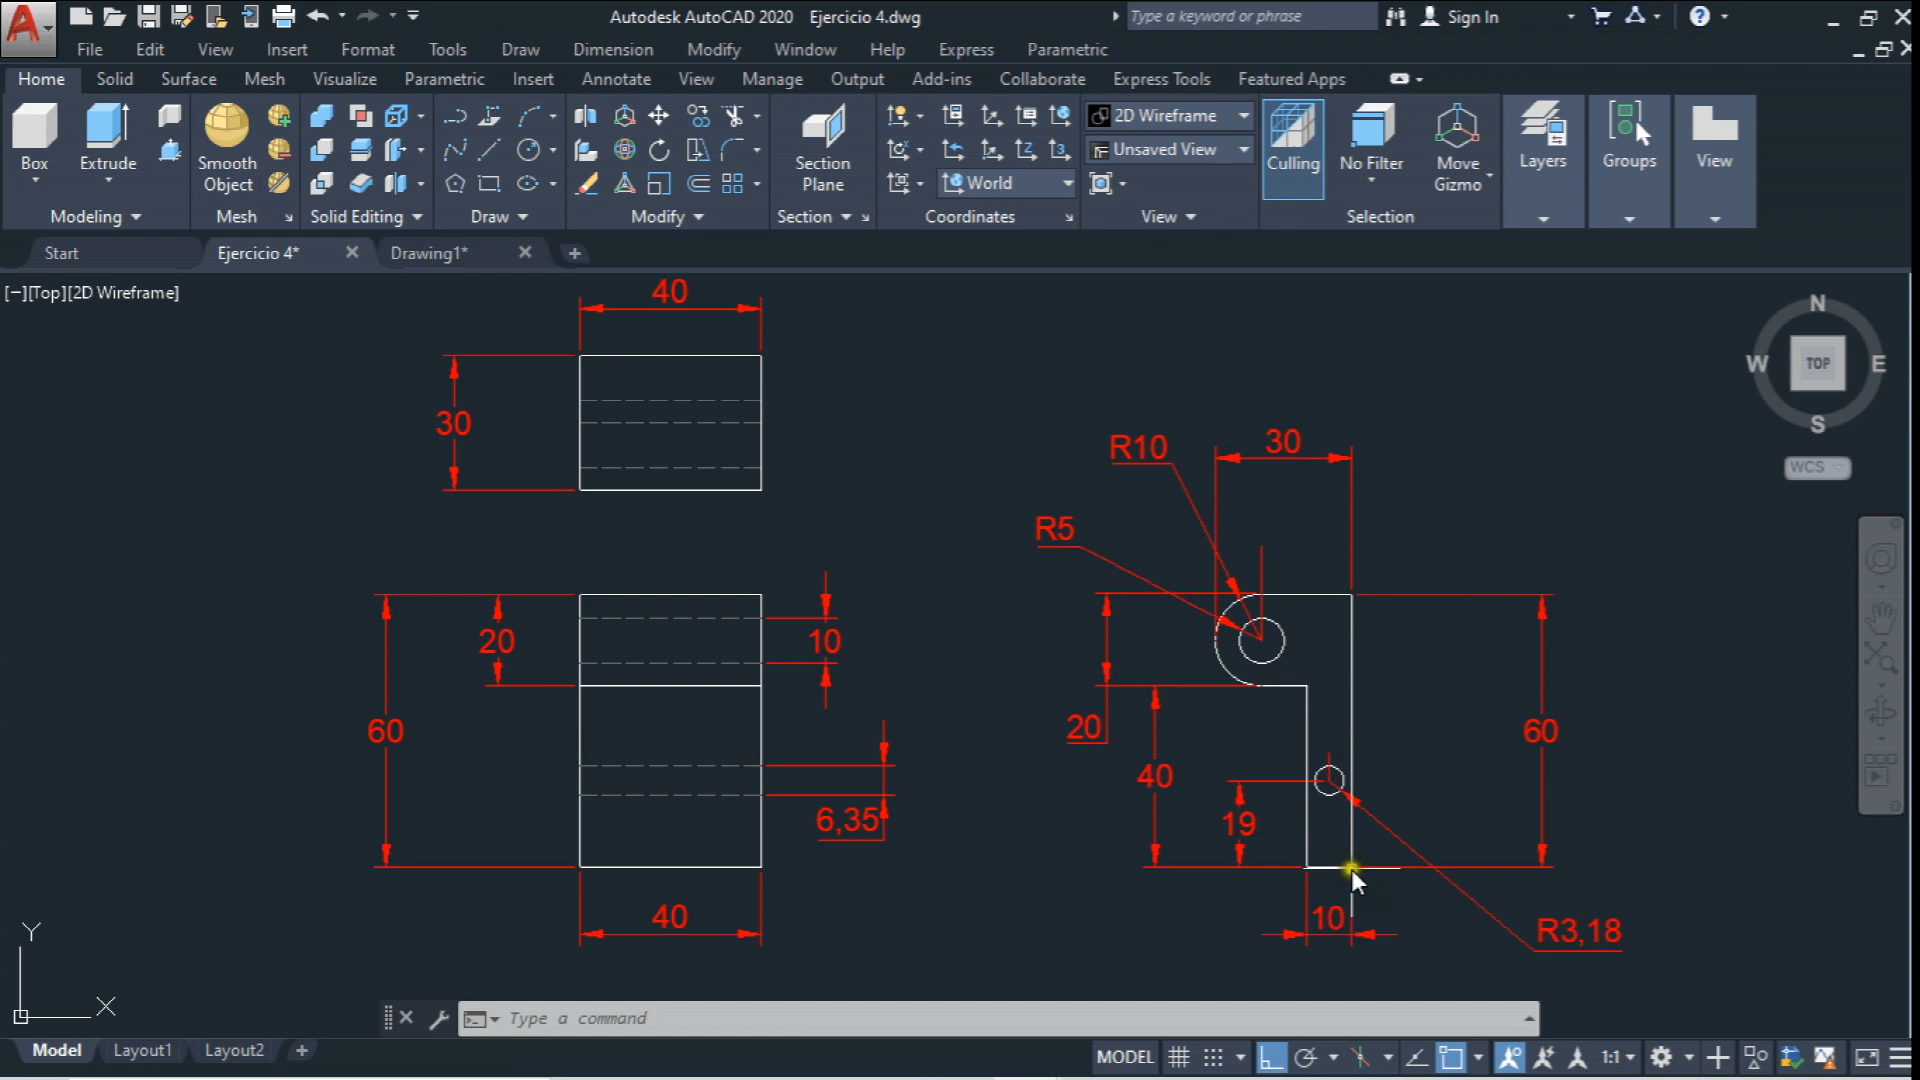 Autodesk AutoCAD 2020 Ejercicio 4.dwg
Type a keyword or phrase
Sign In
File Edit View Insert Format Tools Draw Dimension Modify Window Help Express Parametric
Home Solid Surface Mesh Visualize Parametric Insert Annotate View Manage Output Add-ins Collaborate Express Tools Featured Apps
2D Wireframe
Unsaved View
World
Box Extrude Smooth Object Section Plane Culling No Filter Move Gizmo Layers Groups View
Modeling Mesh Solid Editing Draw Modify Section Coordinates View Selection
Start Ejercicio 4* Drawing1*
[−][Top][2D Wireframe]
40
30
N
W TOP E
S
WCS
R10
30
R5
20
10
60
6,35
40
20
40
60
19
10
R3,18
Y
X
Type a command
Model Layout1 Layout2
MODEL
1:1